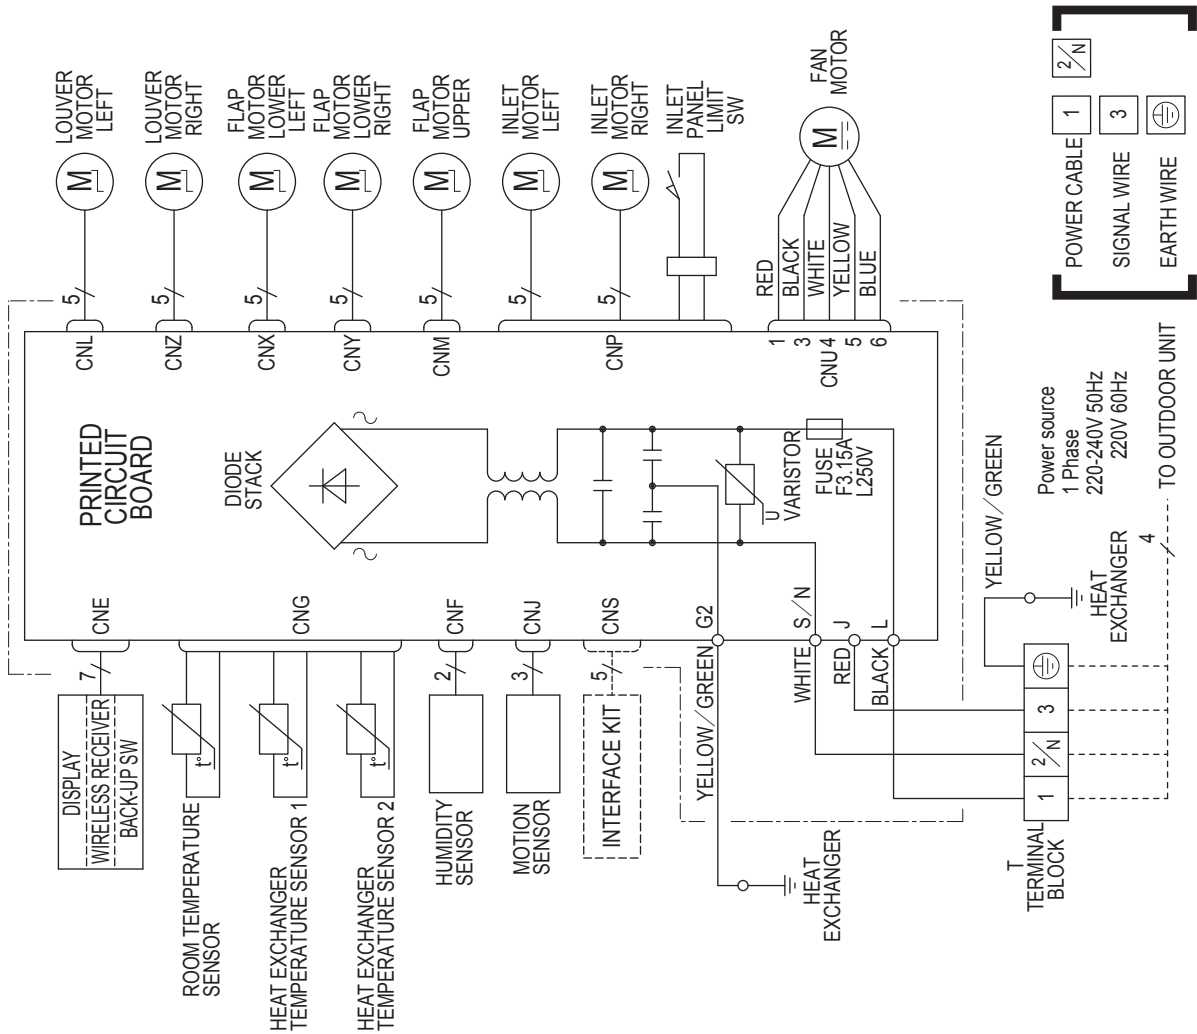 LOUVER
MOTOR
LEFT
LOUVER
MOTOR
RIGHT
FLAP
MOTOR
LOWER
LEFT
FLAP
MOTOR
LOWER
RIGHT
FLAP
MOTOR
UPPER
INLET
MOTOR
LEFT
INLET
MOTOR
RIGHT
INLET
PANEL
LIMIT
SW
FAN
MOTOR
M
M
M
M
M
M
M
M
5
5
5
5
5
5
5
RED
BLACK
WHITE
YELLOW
BLUE
CNL
CNZ
CNX
CNY
CNM
CNP
CNU
1
3
4
5
6
PRINTED
CIRCUIT
BOARD
DIODE
STACK
U
VARISTOR
FUSE
F3.15A
L250V
CNE
CNG
CNF
CNJ
CNS
G2
S/N
J
L
7
2
3
5
DISPLAY
WIRELESS RECEIVER
BACK-UP SW
t°
t°
t°
ROOM TEMPERATURE
SENSOR
HEAT EXCHANGER
TEMPERATURE SENSOR 1
HEAT EXCHANGER
TEMPERATURE SENSOR 2
HUMIDITY
SENSOR
MOTION
SENSOR
INTERFACE KIT
YELLOW/GREEN
WHITE
RED
BLACK
HEAT
EXCHANGER
T
TERMINAL
BLOCK
1
2/N
3
YELLOW/GREEN
HEAT
EXCHANGER
4
TO OUTDOOR UNIT
Power source
1 Phase
220-240V 50Hz
220V 60Hz
POWER CABLE 1 2/N
SIGNAL WIRE 3
EARTH WIRE